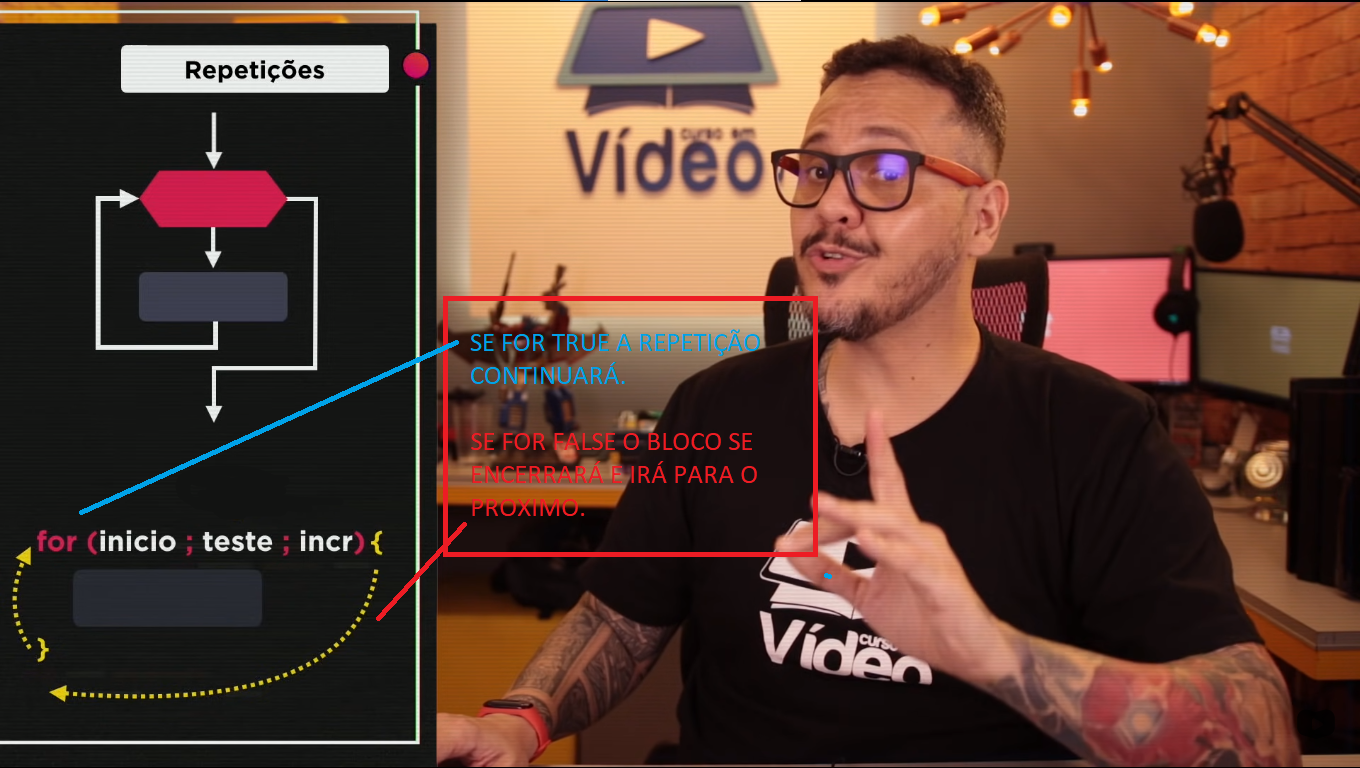 Repetições
curso em
Vídeo
SE FOR TRUE A REPETIÇÃO
CONTINUARÁ.
SE FOR FALSE O BLOCO SE
ENCERRARÁ E IRÁ PARA O
PROXIMO.
for (inicio ; teste ; incr) {
}
curso
Vídeo